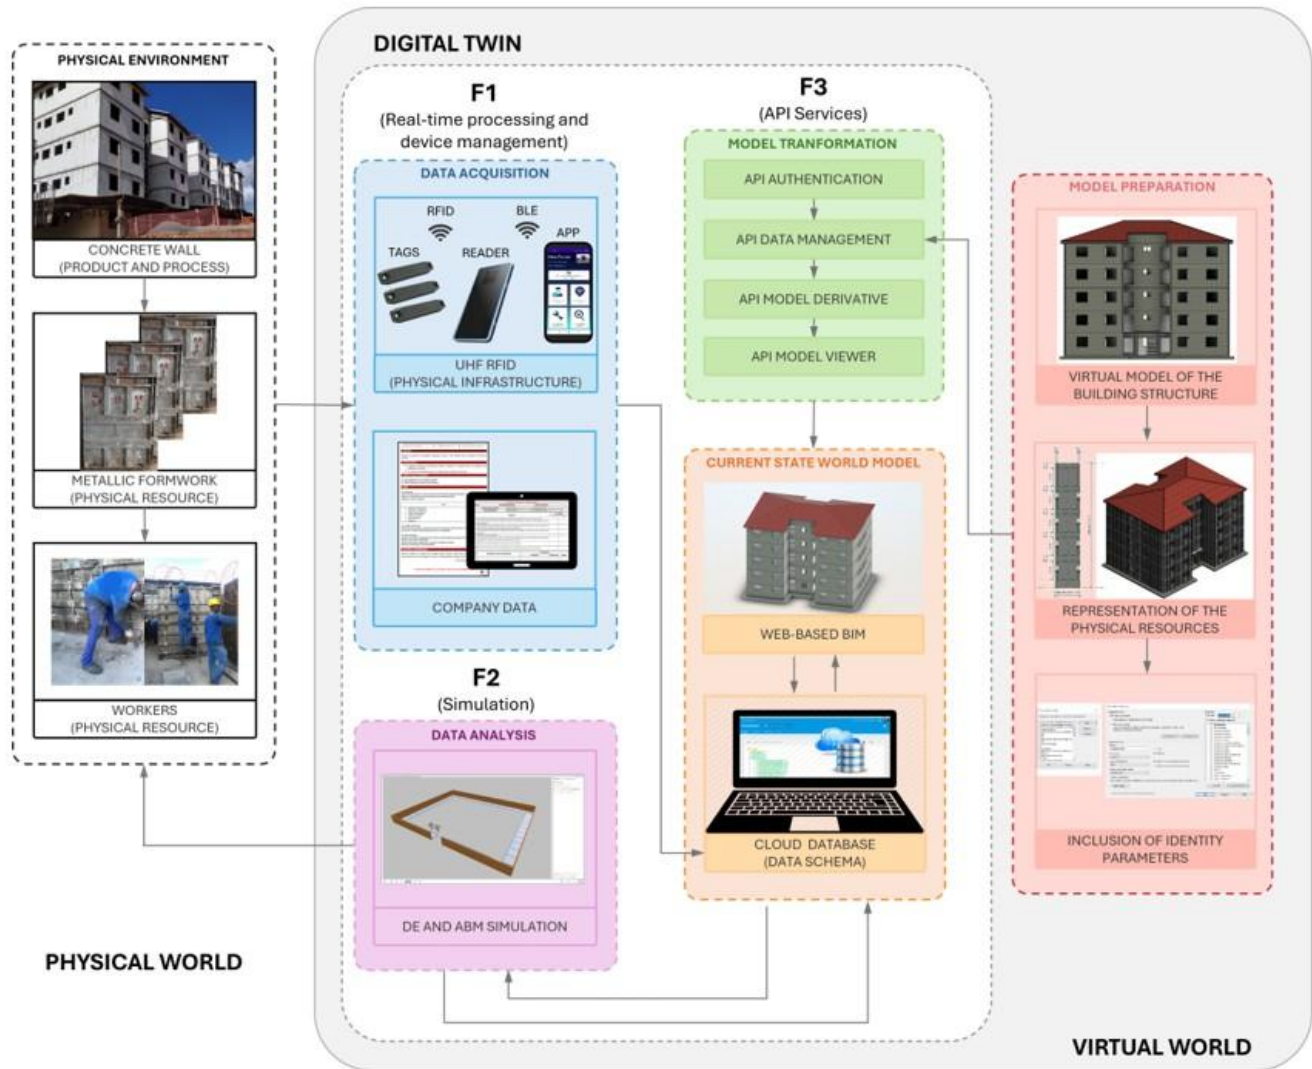 DIGITAL TWIN
PHYSICAL ENVIRONMENT
CONCRETE WALL
(PRODUCT AND PROCESS)
METALLIC FORMWORK
(PHYSICAL RESOURCE)
WORKERS
(PHYSICAL RESOURCE)
PHYSICAL WORLD
F1
(Real-time processing and
device management)
DATA ACQUISITION
RFID
BLE
TAGS
READER
APP
UHF RFID
(PHYSICAL INFRASTRUCTURE)
COMPANY DATA
F2
(Simulation)
DATA ANALYSIS
DE AND ABM SIMULATION
F3
(API Services)
MODEL TRANFORMATION
API AUTHENTICATION
API DATA MANAGEMENT
API MODEL DERIVATIVE
API MODEL VIEWER
CURRENT STATE WORLD MODEL
WEB-BASED BIM
CLOUD DATABASE
(DATA SCHEMA)
MODEL PREPARATION
VIRTUAL MODEL OF THE
BUILDING STRUCTURE
REPRESENTATION OF THE
PHYSICAL RESOURCES
INCLUSION OF IDENTITY
PARAMETERS
VIRTUAL WORLD